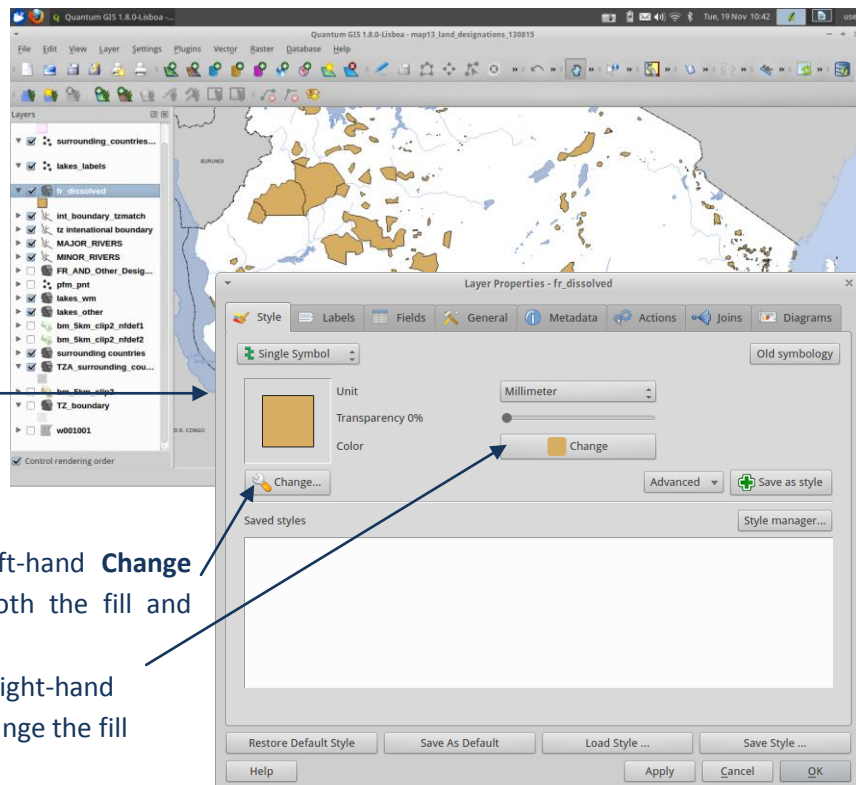 Quantum GIS 1.8.0-Lisboa -...
Tue, 19 Nov 10:42
use
Quantum GIS 1.8.0-Lisboa - map13_land_designations_130815
File Edit View Layer Settings Plugins Vector Raster Database Help
Layers
surrounding_countries...
lakes_labels
fr_dissolved
int_boundary_tzmatch
tz intenational boundary
MAJOR_RIVERS
MINOR_RIVERS
FR_AND_Other_Desig...
pfm_pnt
lakes_wm
lakes_other
bm_5km_clip2_nfdef1
bm_5km_clip2_nfdef2
surrounding countries
TZA_surrounding_cou...
bm_5km_clip2
TZ_boundary
w001001
Control rendering order
BURUNDI
D.R. CONGO
Layer Properties - fr_dissolved
Style Labels Fields General Metadata Actions Joins Diagrams
Single Symbol
Old symbology
Unit Millimeter
Transparency 0%
Color Change
Change...
Advanced Save as style
Saved styles Style manager...
Restore Default Style Save As Default Load Style ... Save Style ...
Help Apply Cancel OK
ft-hand Change
oth the fill and
ight-hand
nge the fill